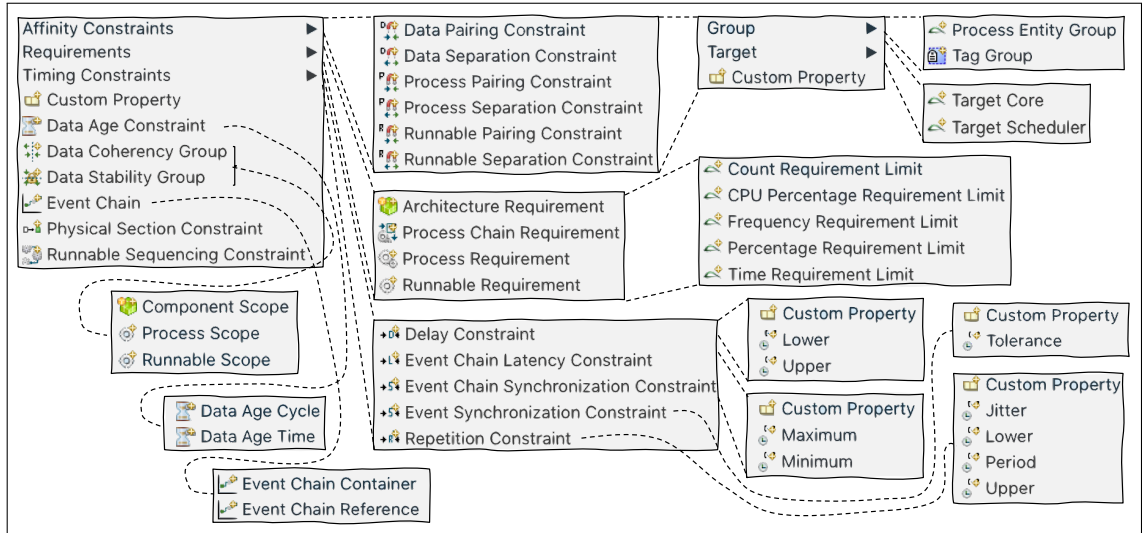 Affinity Constraints
Requirements
Timing Constraints
Custom Property
Data Age Constraint
Data Coherency Group
Data Stability Group
Event Chain
Physical Section Constraint
Runnable Sequencing Constraint
Data Pairing Constraint
Data Separation Constraint
Process Pairing Constraint
Process Separation Constraint
Runnable Pairing Constraint
Runnable Separation Constraint
Group
Target
Custom Property
Process Entity Group
Tag Group
Target Core
Target Scheduler
Architecture Requirement
Process Chain Requirement
Process Requirement
Runnable Requirement
Count Requirement Limit
CPU Percentage Requirement Limit
Frequency Requirement Limit
Percentage Requirement Limit
Time Requirement Limit
Component Scope
Process Scope
Runnable Scope
Delay Constraint
Event Chain Latency Constraint
Event Chain Synchronization Constraint
Event Synchronization Constraint
Repetition Constraint
Custom Property
Lower
Upper
Custom Property
Tolerance
Custom Property
Maximum
Minimum
Custom Property
Jitter
Lower
Period
Upper
Data Age Cycle
Data Age Time
Event Chain Container
Event Chain Reference